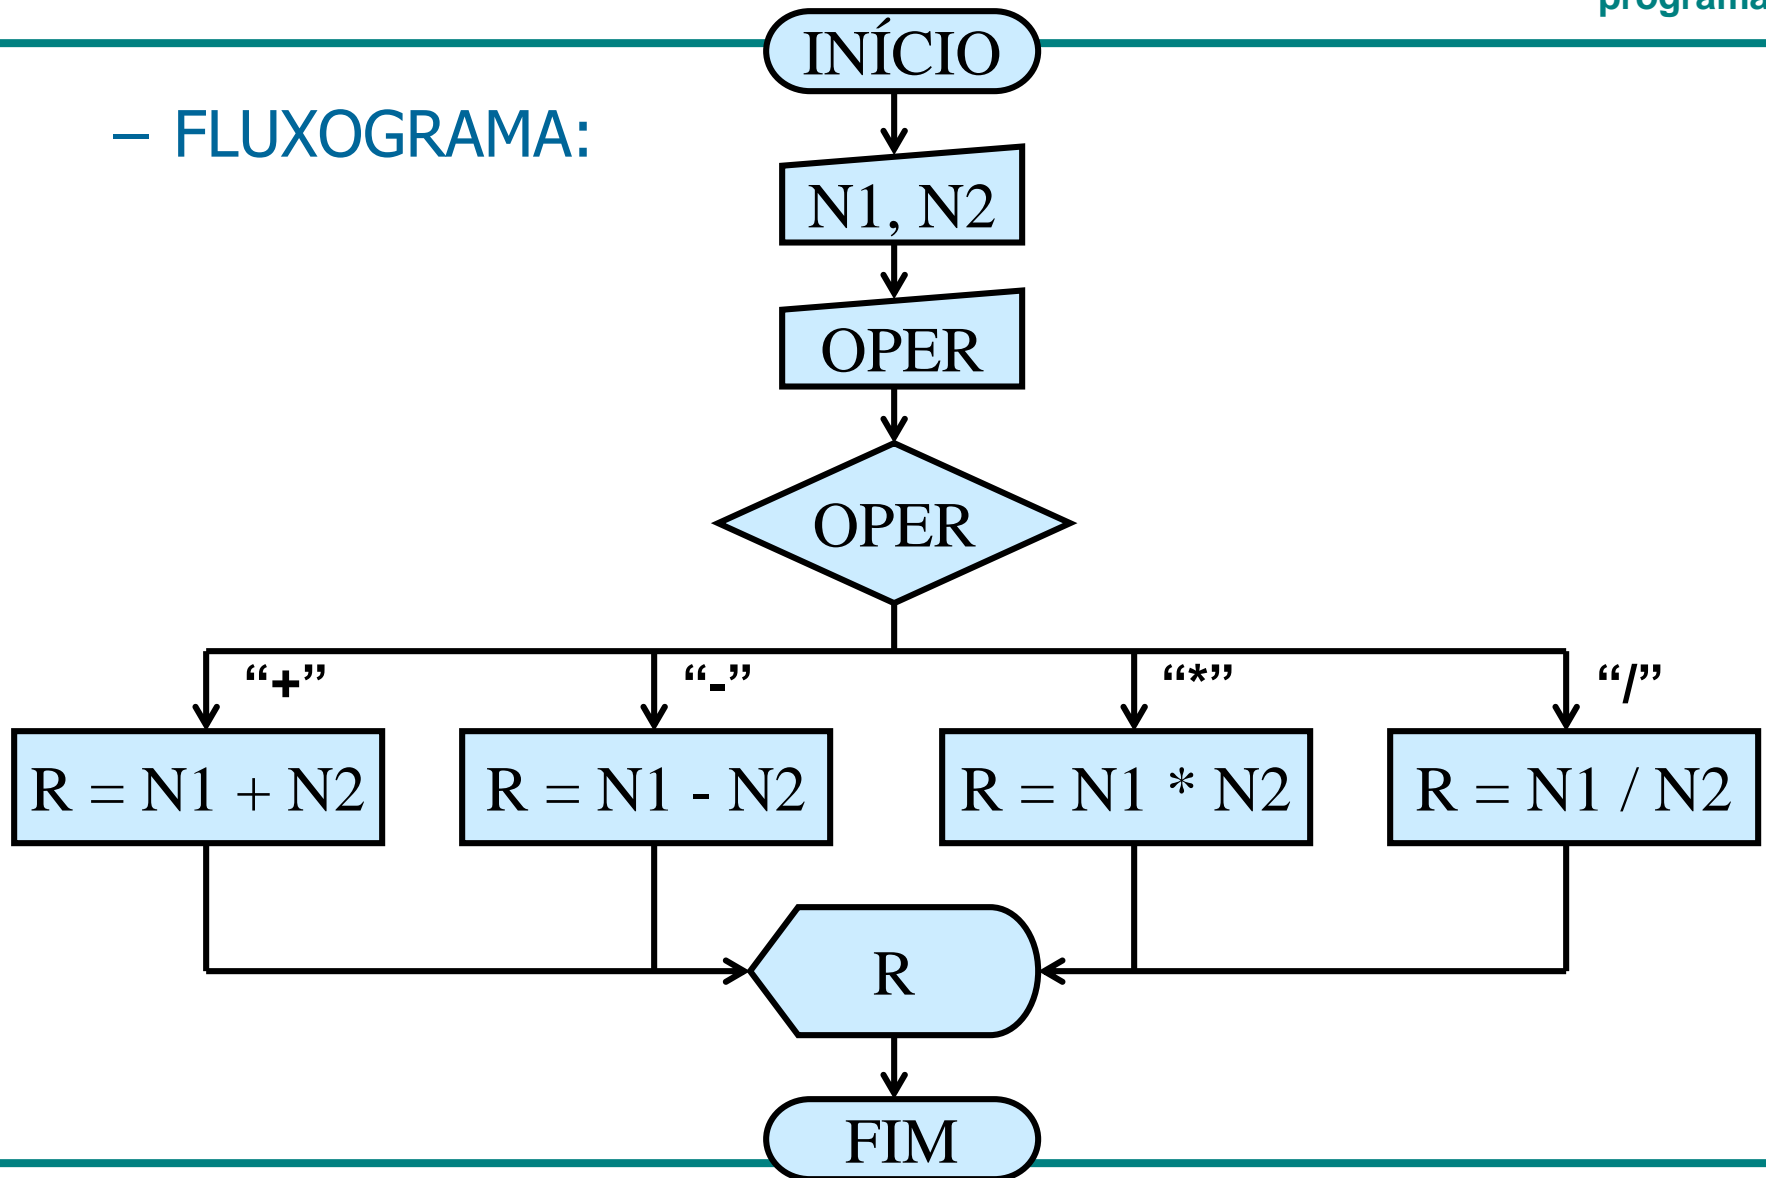 INÍCIO
– FLUXOGRAMA:
N1, N2
OPER
OPER
“+”
“-”
“*”
“/”
R = N1 + N2
R = N1 - N2
R = N1 * N2
R = N1 / N2
R
FIM